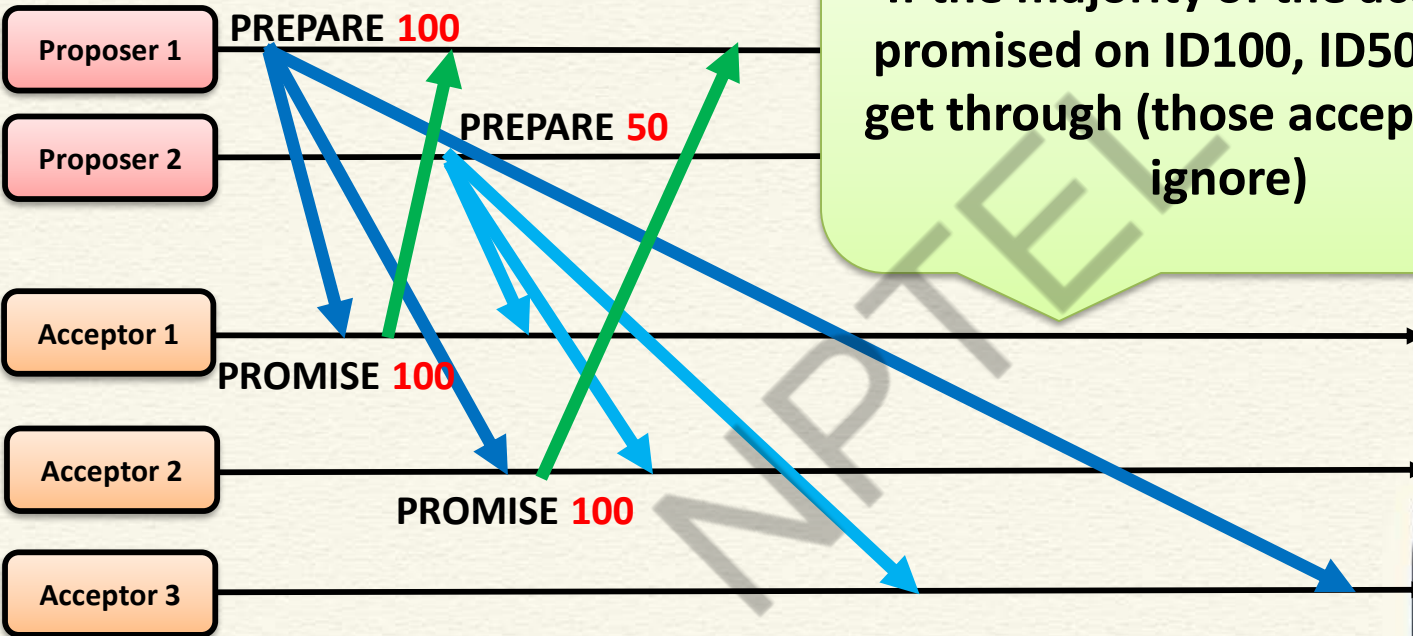 Proposer 1
PREPARE 100
promised on ID100, ID50
PREPARE 50
get through (those
Proposer 2
ignore)
Acceptor 1
PROMISE 100
Acceptor 2
PROMISE 100
Acceptor 3
NPTEL